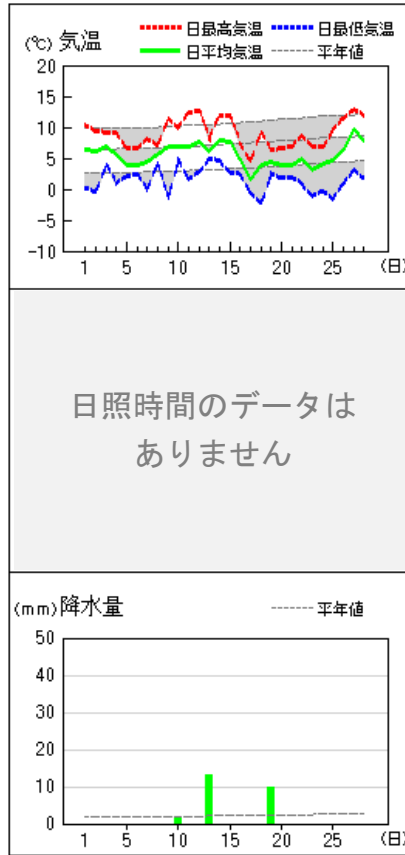 (℃) 気温
日最高気温 日最低気温
日平均気温 平年値
20
15
10
5
0
-5
-10
1 5 10 15 20 25 (日)
日照時間のデータは
ありません
(mm) 降水量 平年値
50
40
30
20
10
0
1 5 10 15 20 25 (日)